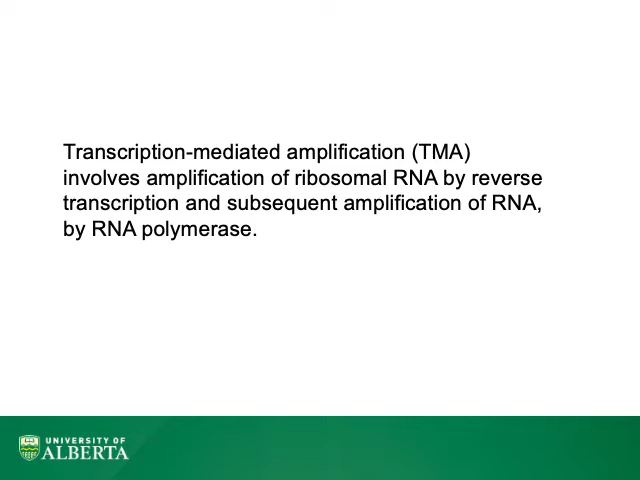 Transcription-mediated amplification (TMA)
involves amplification of ribosomal RNA by reverse
transcription and subsequent amplification of RNA,
by RNA polymerase.
UNIVERSITY OF
ALBERTA